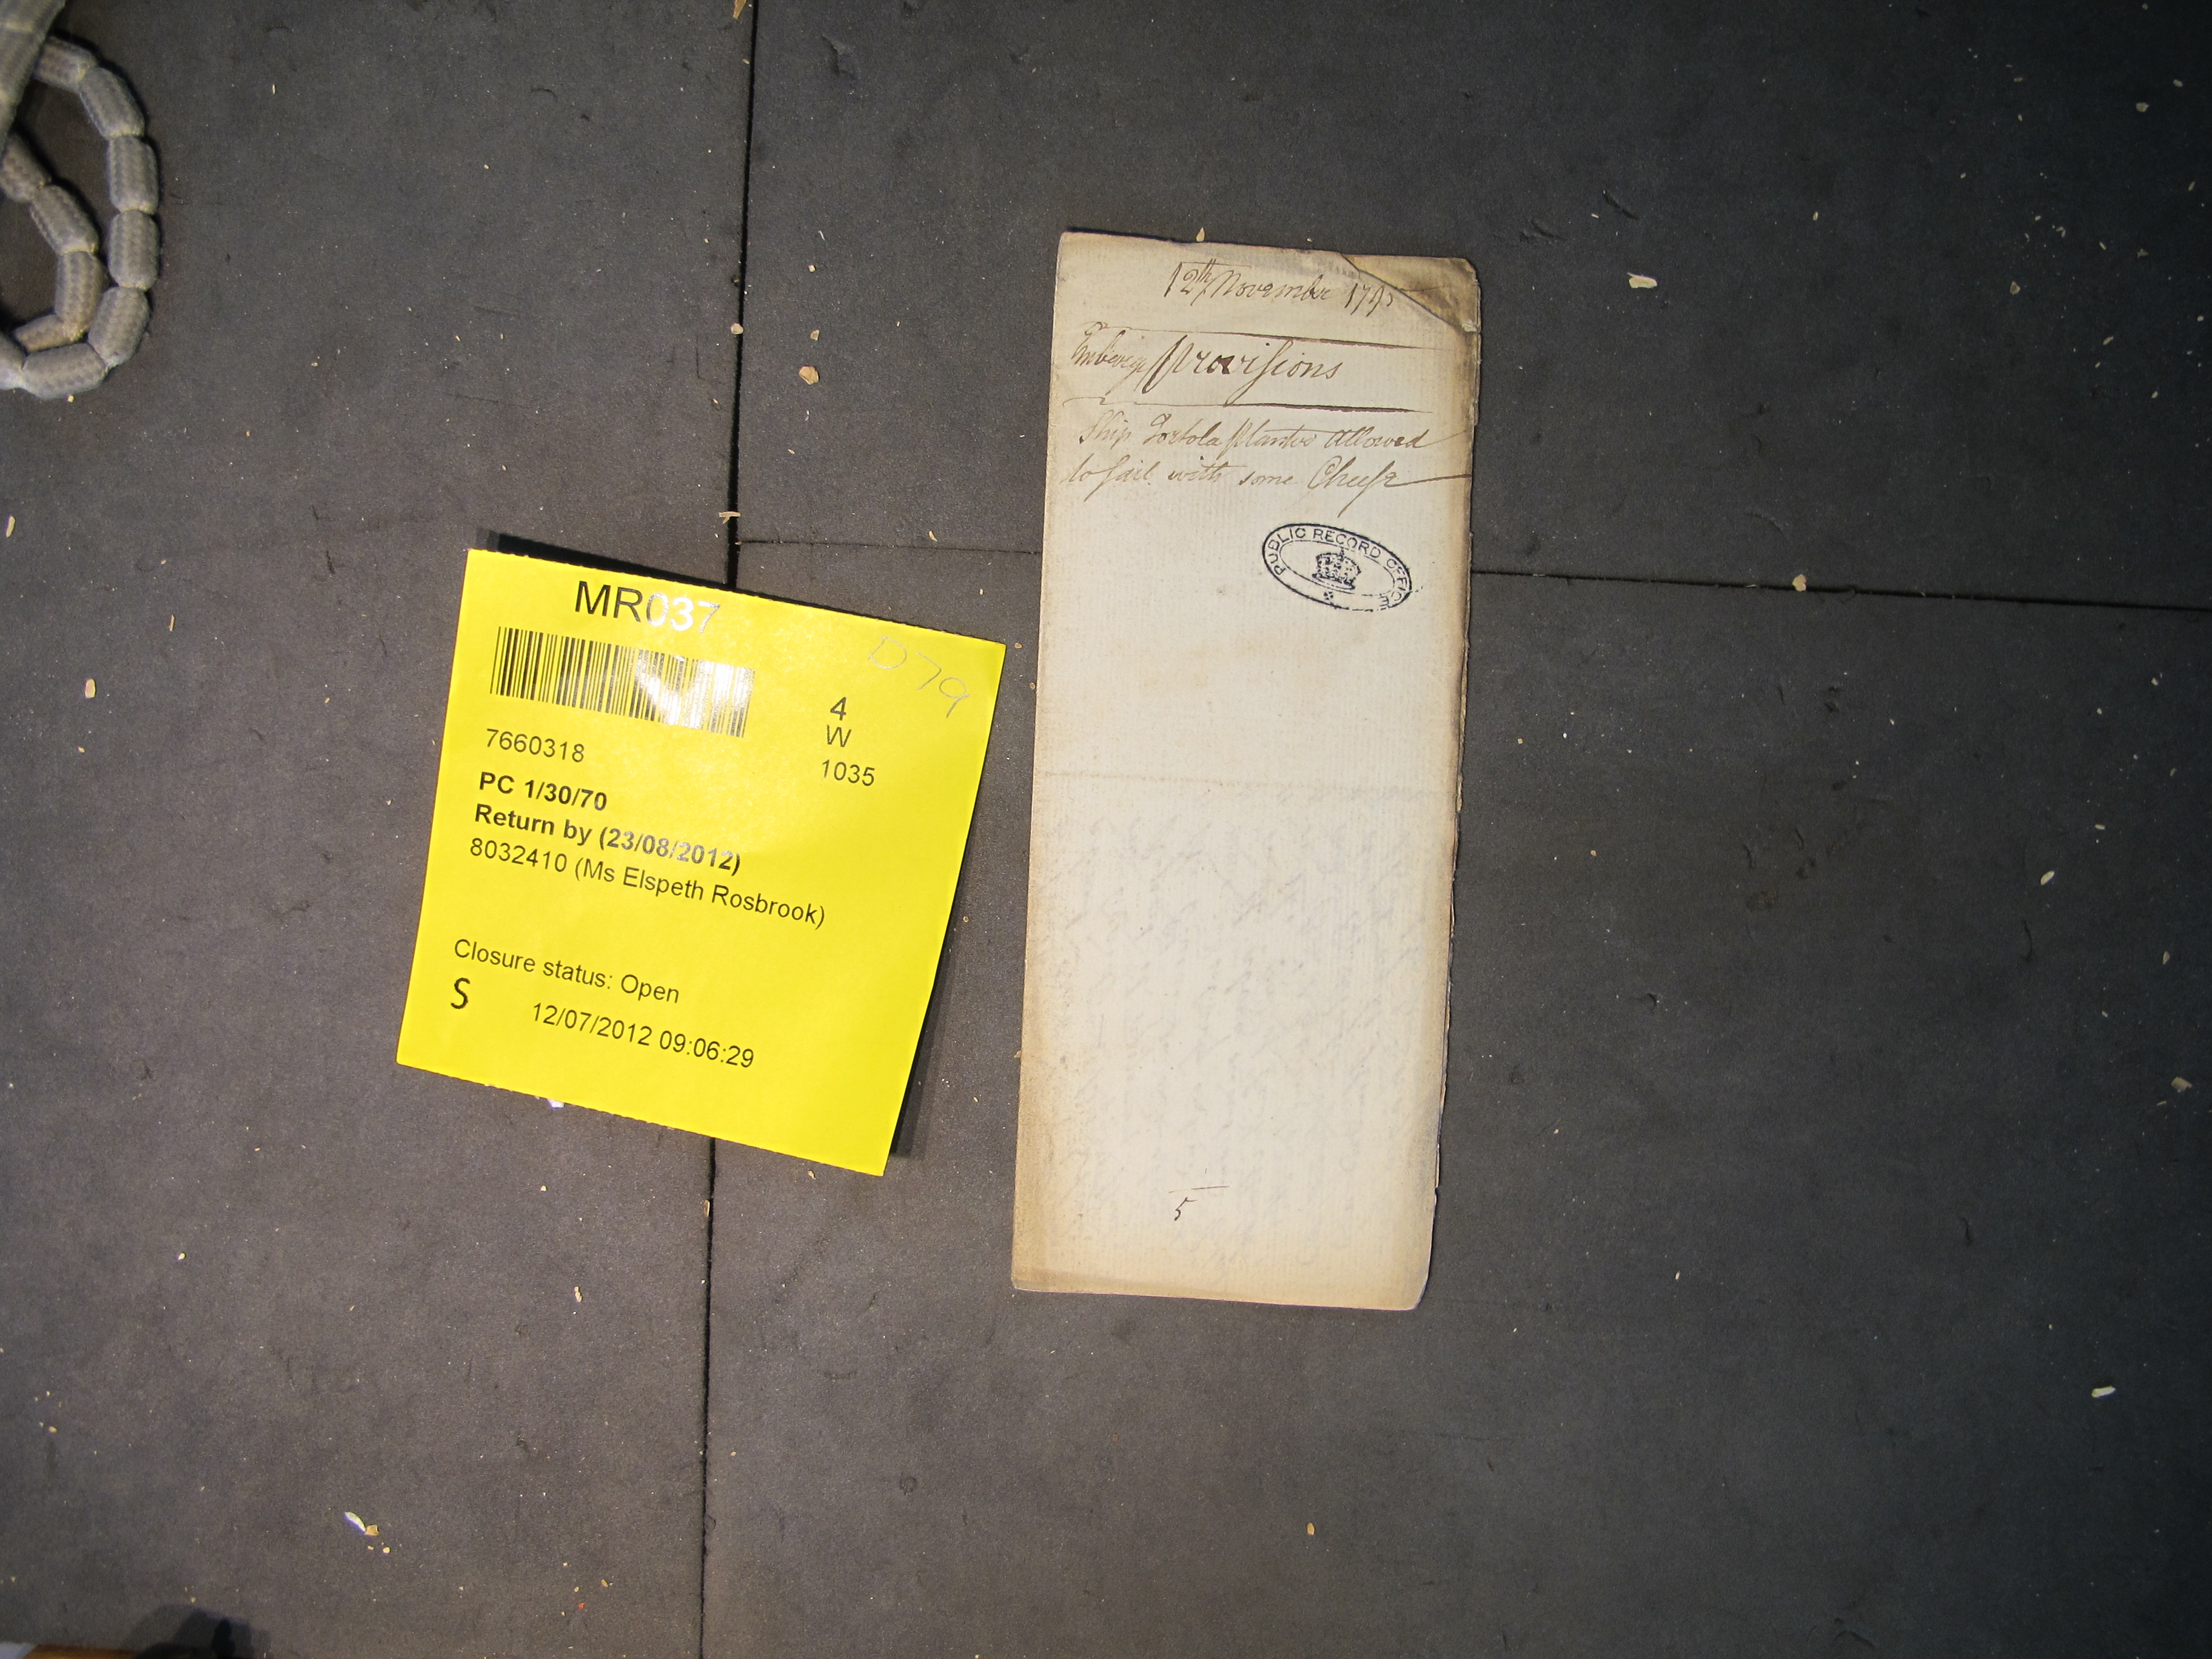 MR037
D79
4
W
1035
7660318
PC 1/30/70
Return by (23/08/2012)
8032410 (Ms Elspeth Rosbrook)
Closure status: Open
S
12/07/2012 09:06:29
12th November 1795
Provisions
Ship Tortola Planter Allowed
to sail with some Cheese
PUBLIC RECORD OFFICE
5